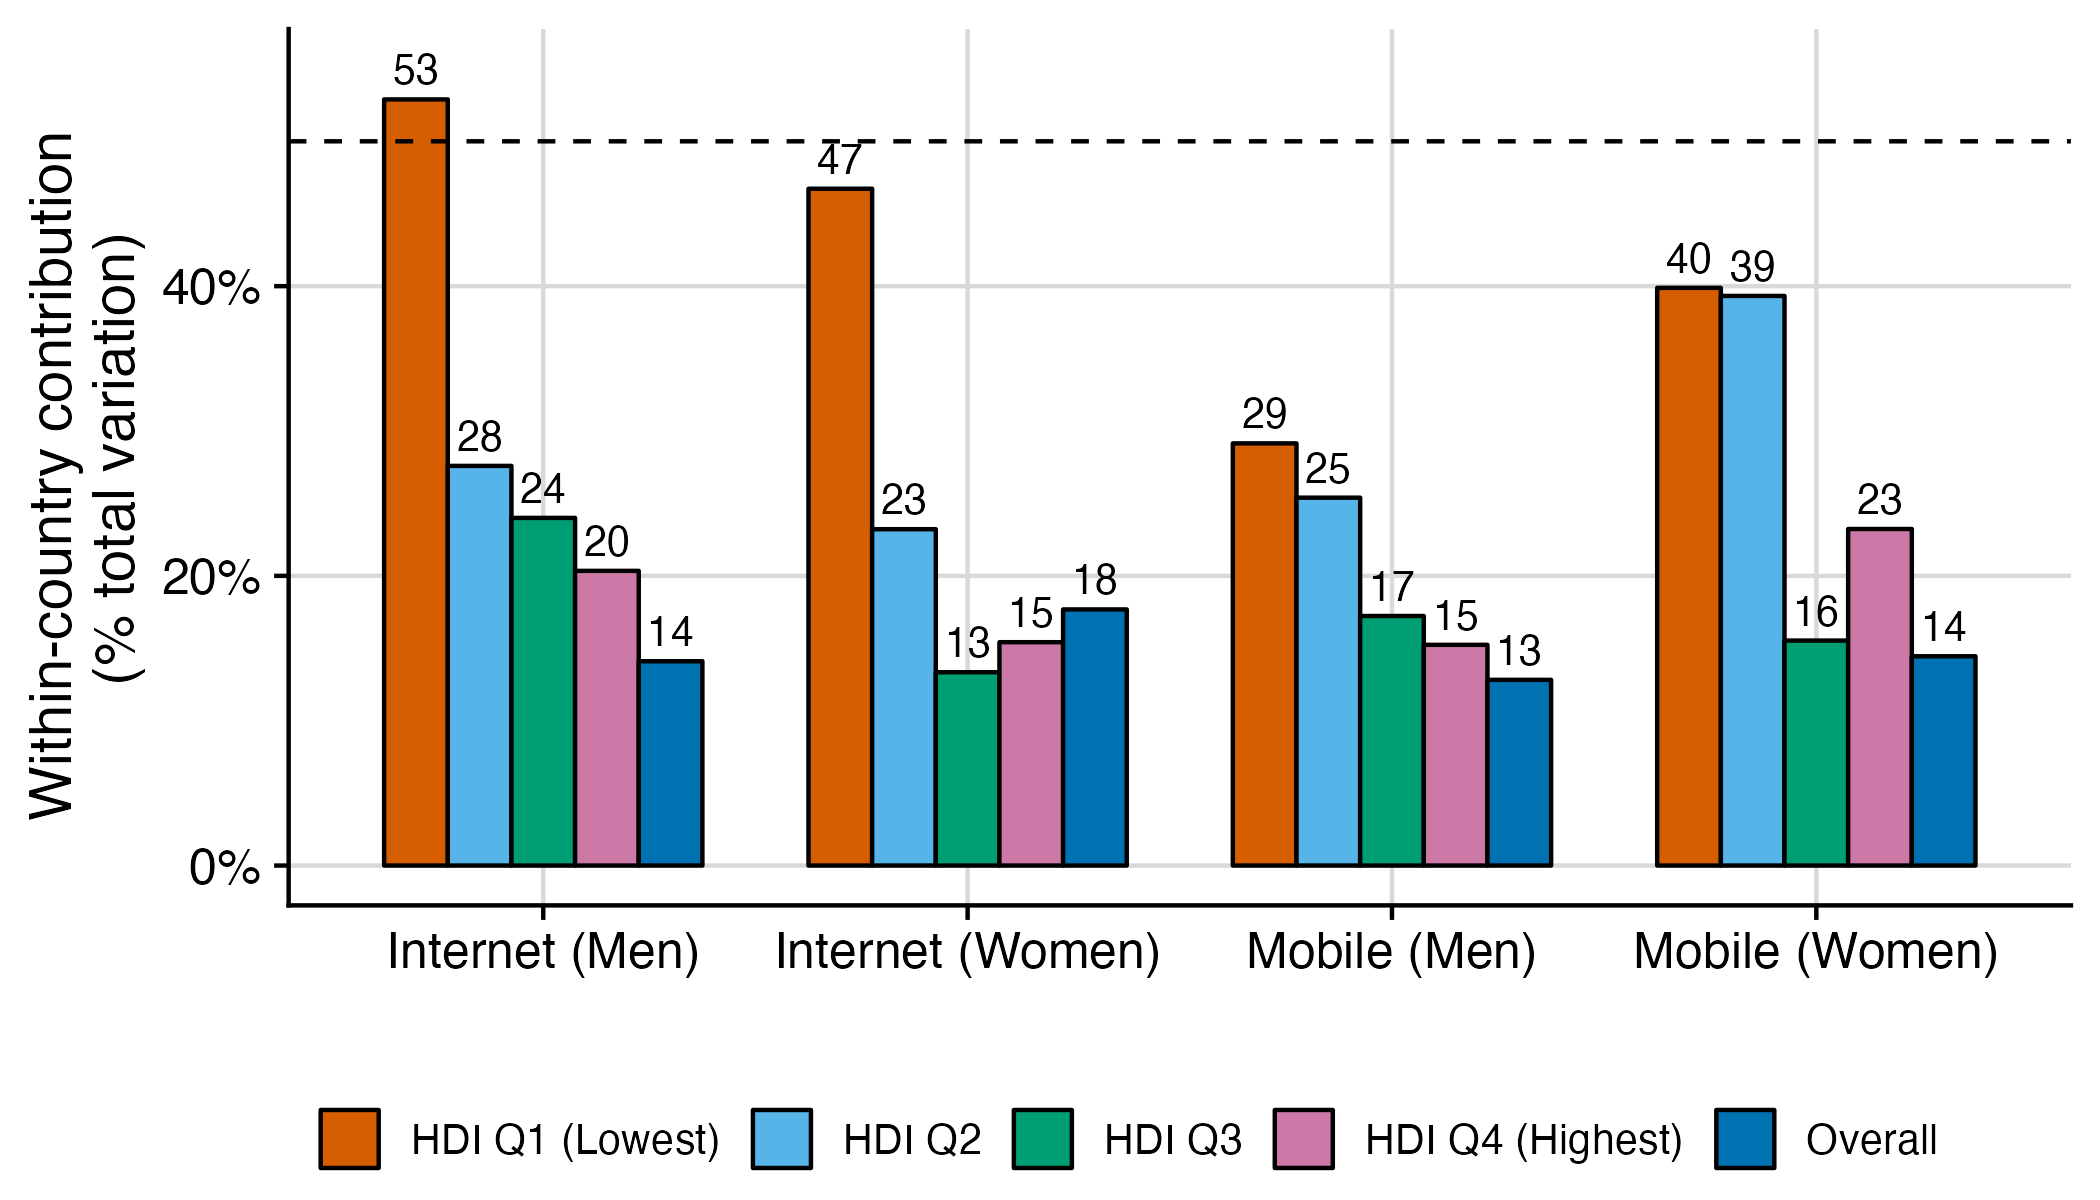 Within-country contribution
(% total variation)
40%
20%
0%
53
28
24
20
14
47
23
13
15
18
29
25
17
15
13
40
39
16
23
14
Internet (Men)
Internet (Women)
Mobile (Men)
Mobile (Women)
HDI Q1 (Lowest)
HDI Q2
HDI Q3
HDI Q4 (Highest)
Overall